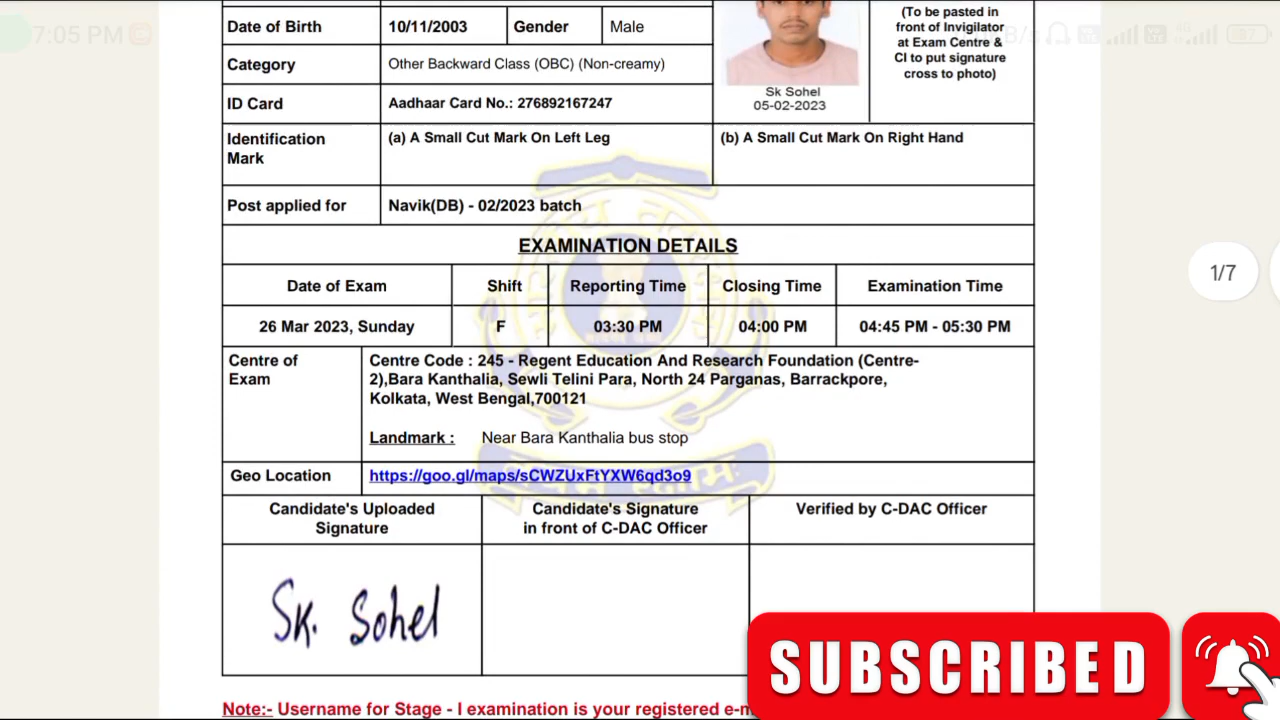 7:05 PM
Date of Birth 10/11/2003 Gender Male
(To be pasted in
front of Invigilator
at Exam Centre &
CI to put signature
cross to photo)
Category Other Backward Class (OBC) (Non-creamy)
Sk Sohel
05-02-2023
ID Card Aadhaar Card No.: 276892167247
Identification
Mark
(a) A Small Cut Mark On Left Leg (b) A Small Cut Mark On Right Hand
Post applied for Navik(DB) - 02/2023 batch
EXAMINATION DETAILS
1/7
Date of Exam Shift Reporting Time Closing Time Examination Time
26 Mar 2023, Sunday F 03:30 PM 04:00 PM 04:45 PM - 05:30 PM
Centre of
Exam
Centre Code : 245 - Regent Education And Research Foundation (Centre-
2),Bara Kanthalia, Sewli Telini Para, North 24 Parganas, Barrackpore,
Kolkata, West Bengal,700121
Landmark : Near Bara Kanthalia bus stop
Geo Location https://goo.gl/maps/sCWZUxFtYXW6qd3o9
Candidate's Uploaded
Signature
Candidate's Signature
in front of C-DAC Officer
Verified by C-DAC Officer
Sk. Sohel
SUBSCRIBED
Note:- Username for Stage - I examination is your registered